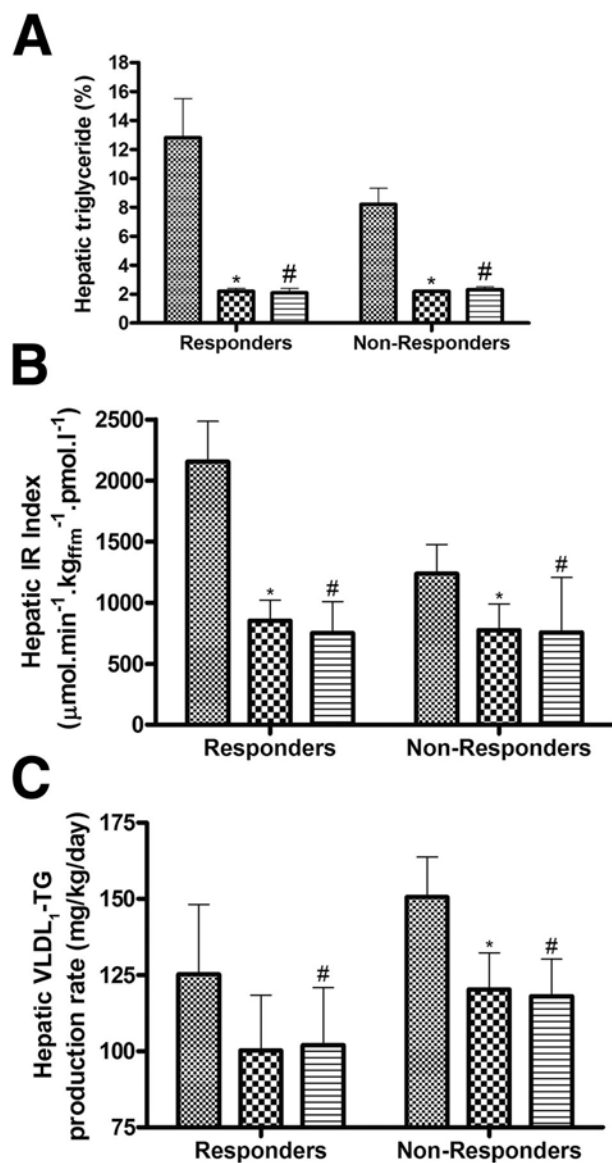 A
Hepatic triglyceride (%)
18
16
14
12
10
8
6
4
2
0
*
#
*
#
Responders
Non-Responders
B
Hepatic IR Index
(μmol.min⁻¹.kg_ffm⁻¹.pmol.l⁻¹)
2500
2000
1500
1000
500
0
*
#
*
#
Responders
Non-Responders
C
Hepatic VLDL₁-TG
production rate (mg/kg/day)
175
150
125
100
75
#
*
#
Responders
Non-Responders